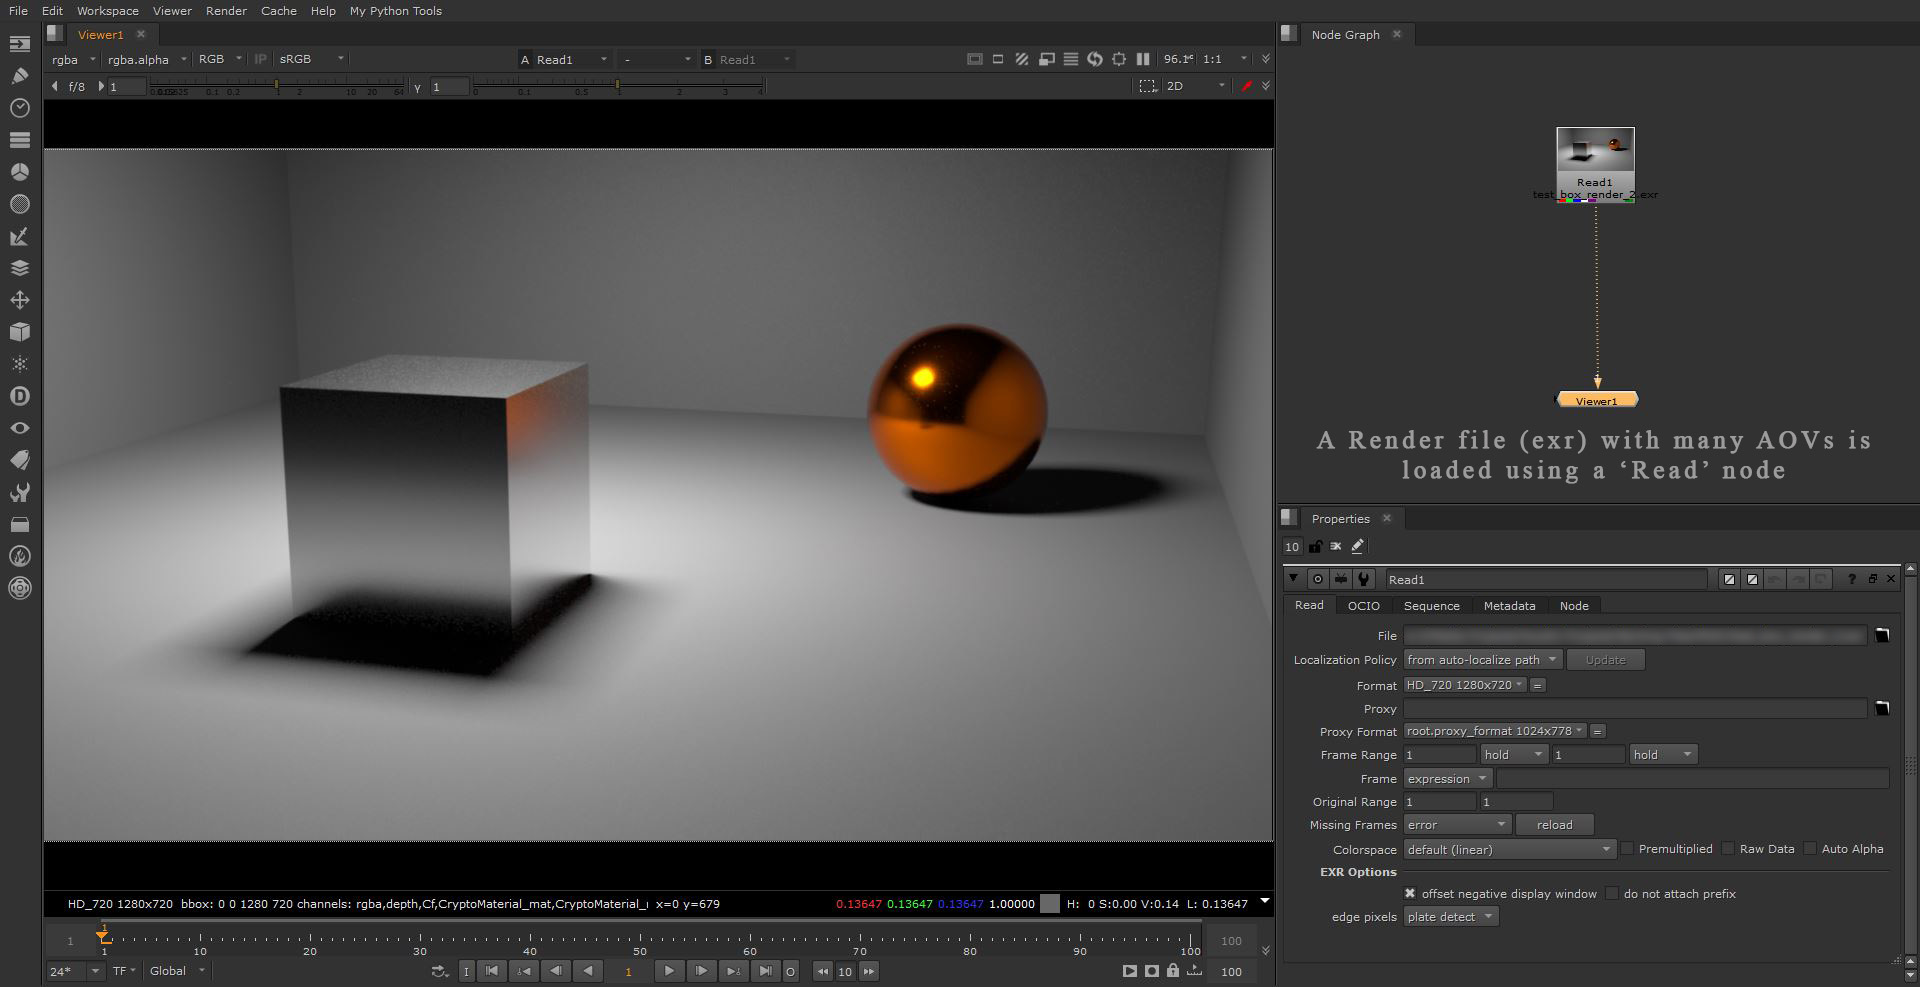 File Edit Workspace Viewer Render Cache Help My Python Tools
Viewer1
rgba rgba.alpha RGB IP sRGB A Read1 - B Read1 1:1
f/8 1 γ 1 2D
Node Graph
Read1
test_box_render_2.exr
Viewer1
A Render file (exr) with many AOVs is
loaded using a ‘Read’ node
Properties
10
Read1
Read OCIO Sequence Metadata Node
File
Localization Policy from auto-localize path Update
Format HD_720 1280x720 =
Proxy
Proxy Format root.proxy_format 1024x778 =
Frame Range 1 hold 1 hold
Frame expression
Original Range 1 1
Missing Frames error reload
Colorspace default (linear) Premultiplied Raw Data Auto Alpha
EXR Options
offset negative display window do not attach prefix
edge pixels plate detect
HD_720 1280x720 bbox: 0 0 1280 720 channels: rgba,depth,Cf,CryptoMaterial_mat,CryptoMaterial_ x=0 y=679 0.13647 0.13647 0.13647 1.00000 H: 0 S:0.00 V:0.14 L: 0.13647
1
1 100
1 10 20 30 40 50 60 70 80 90 100
24* TF Global I 1 O 10 100